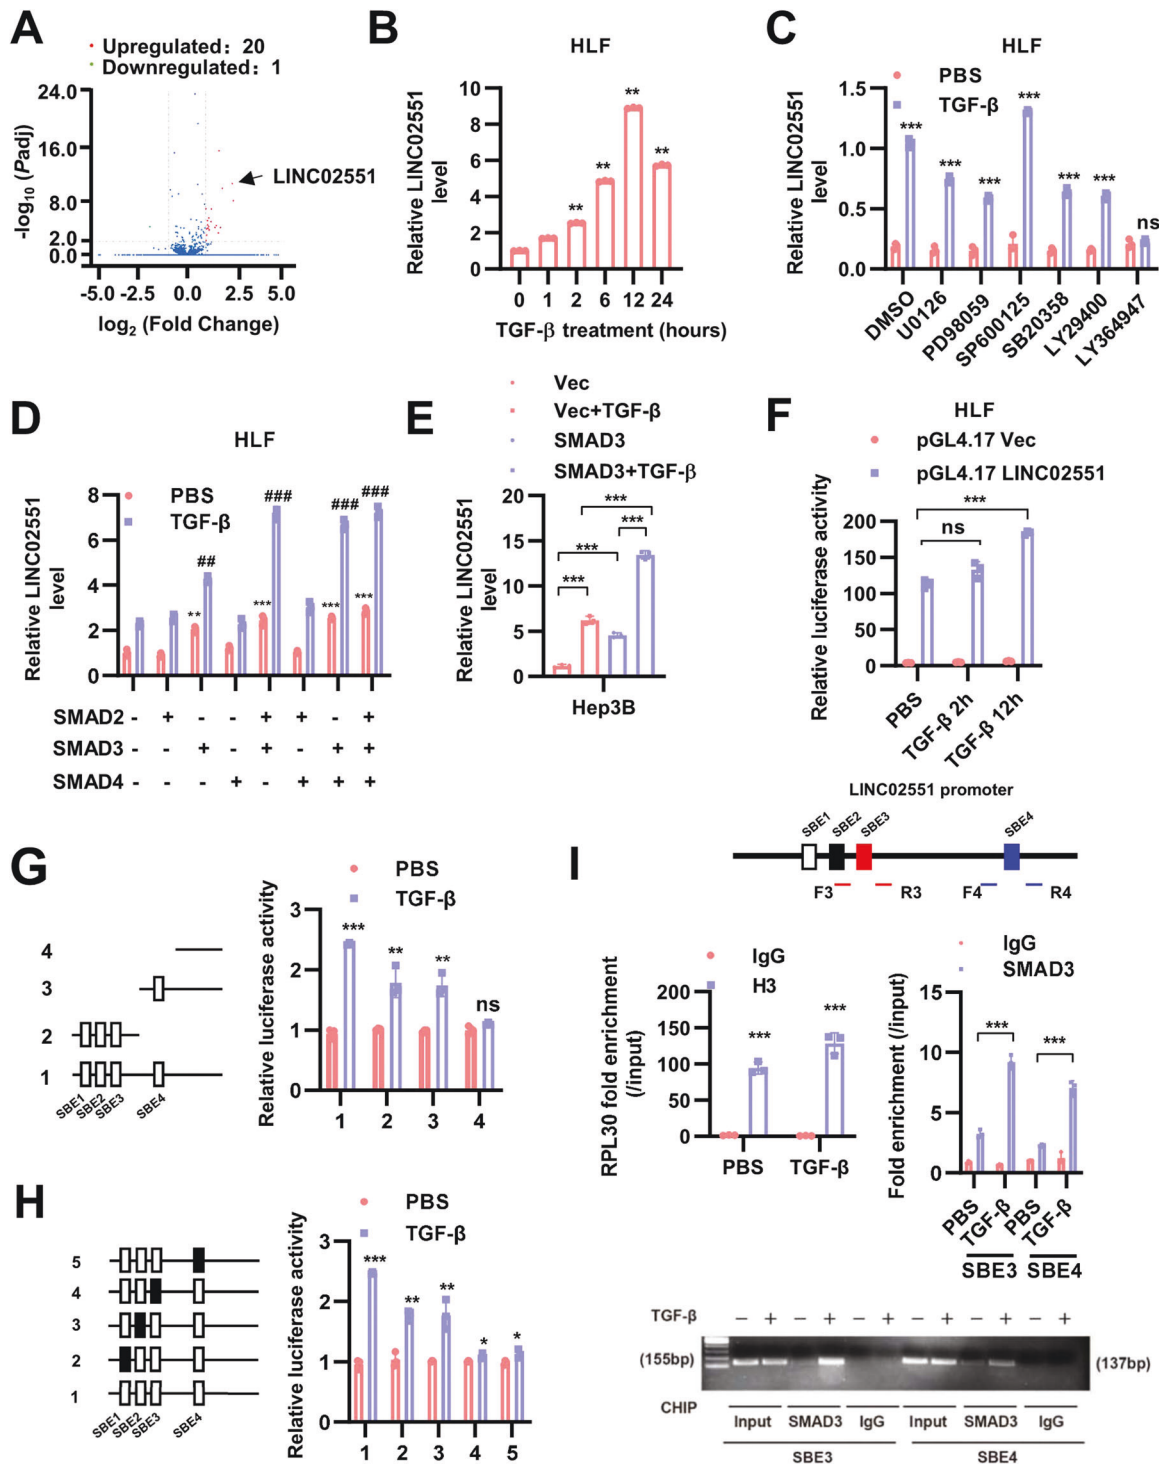 A
Upregulated: 20
Downregulated: 1
24.0
16.0
8.0
2.0
0.0
-log10 (Padj)
LINC02551
-5.0 -2.5 0.0 2.5 5.0
log2 (Fold Change)
B
HLF
Relative LINC02551
level
10
8
6
4
2
0
**
**
**
**
0 1 2 6 12 24
TGF-β treatment (hours)
C
HLF
PBS
TGF-β
Relative LINC02551
level
1.5
1.0
0.5
0.0
***
***
***
***
***
***
ns
DMSO
U0126
PD98059
SP600125
SB20358
LY29400
LY364947
D
HLF
PBS
TGF-β
Relative LINC02551
level
8
6
4
2
0
**
##
***
###
***
###
***
###
SMAD2 - + - - + + - +
SMAD3 - - + - + - + +
SMAD4 - - - + - + + +
E
Vec
Vec+TGF-β
SMAD3
SMAD3+TGF-β
Relative LINC02551
level
20
15
10
5
0
***
***
***
***
Hep3B
F
HLF
pGL4.17 Vec
pGL4.17 LINC02551
Relative luciferase activity
200
150
100
50
0
***
ns
PBS
TGF-β 2h
TGF-β 12h
G
4
3
2
1
SBE1
SBE2
SBE3
SBE4
PBS
TGF-β
Relative luciferase activity
3
2
1
0
***
**
**
ns
1 2 3 4
H
5
4
3
2
1
SBE1
SBE2
SBE3
SBE4
PBS
TGF-β
Relative luciferase activity
3
2
1
0
***
**
**
*
*
1 2 3 4 5
I
LINC02551 promoter
SBE1
SBE2
SBE3
SBE4
F3 R3 F4 R4
IgG
H3
RPL30 fold enrichment
(/input)
200
150
100
50
0
***
***
PBS TGF-β
IgG
SMAD3
Fold enrichment (/input)
15
10
5
0
***
***
PBS
TGF-β
PBS
TGF-β
SBE3 SBE4
TGF-β − + − + − + − + − + − +
(155bp)
(137bp)
CHIP
Input SMAD3 IgG Input SMAD3 IgG
SBE3 SBE4